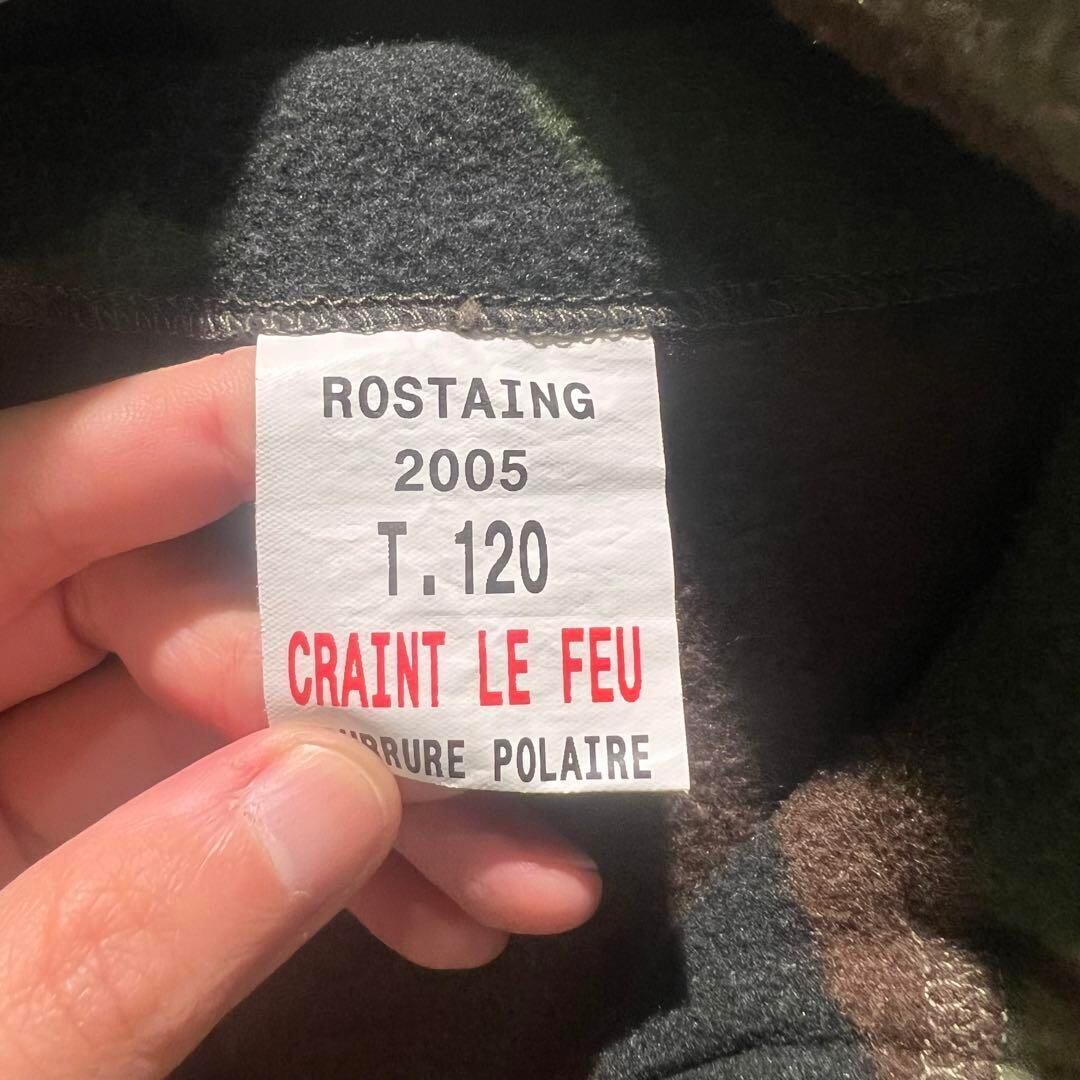 ROSTAING
2005
T.120
CRAINT LE FEU
POLAIRE